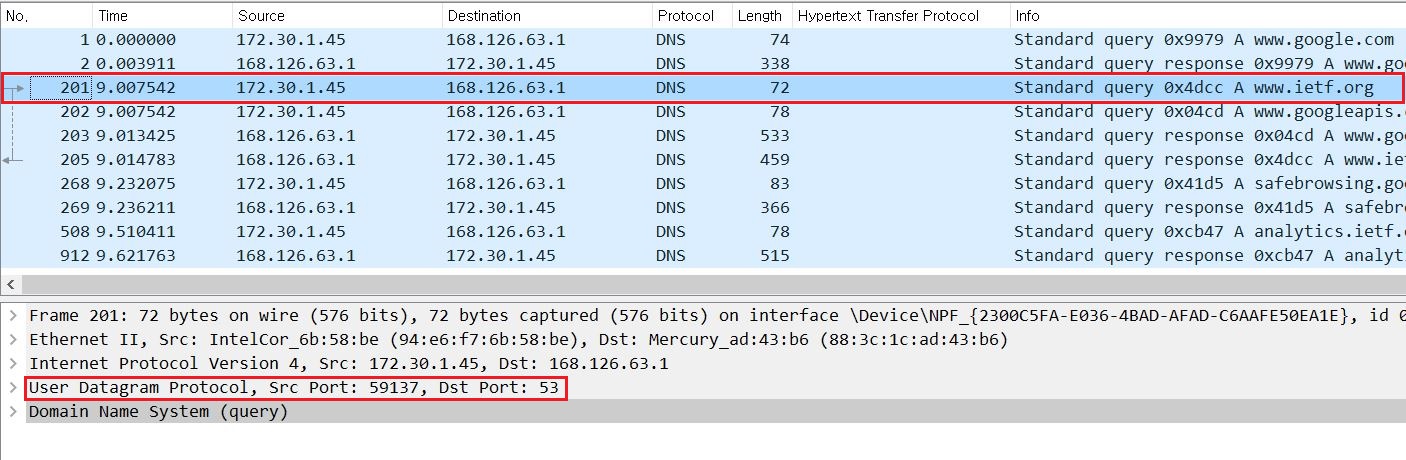 No. Time Source Destination Protocol Length Hypertext Transfer Protocol Info
1 0.000000 172.30.1.45 168.126.63.1 DNS 74 Standard query 0x9979 A www.google.com
2 0.003911 168.126.63.1 172.30.1.45 DNS 338 Standard query response 0x9979 A www.go
201 9.007542 172.30.1.45 168.126.63.1 DNS 72 Standard query 0x4dcc A www.ietf.org
202 9.007542 172.30.1.45 168.126.63.1 DNS 78 Standard query 0x04cd A www.googleapis.
203 9.013425 168.126.63.1 172.30.1.45 DNS 533 Standard query response 0x04cd A www.go
205 9.014783 168.126.63.1 172.30.1.45 DNS 459 Standard query response 0x4dcc A www.ie
268 9.232075 172.30.1.45 168.126.63.1 DNS 83 Standard query 0x41d5 A safebrowsing.go
269 9.236211 168.126.63.1 172.30.1.45 DNS 366 Standard query response 0x41d5 A safebr
508 9.510411 172.30.1.45 168.126.63.1 DNS 78 Standard query 0xcb47 A analytics.ietf.
912 9.621763 168.126.63.1 172.30.1.45 DNS 515 Standard query response 0xcb47 A analyt
Frame 201: 72 bytes on wire (576 bits), 72 bytes captured (576 bits) on interface \Device\NPF_{2300C5FA-E036-4BAD-AFAD-C6AAFE50EA1E}, id 0
Ethernet II, Src: IntelCor_6b:58:be (94:e6:f7:6b:58:be), Dst: Mercury_ad:43:b6 (88:3c:1c:ad:43:b6)
Internet Protocol Version 4, Src: 172.30.1.45, Dst: 168.126.63.1
User Datagram Protocol, Src Port: 59137, Dst Port: 53
Domain Name System (query)